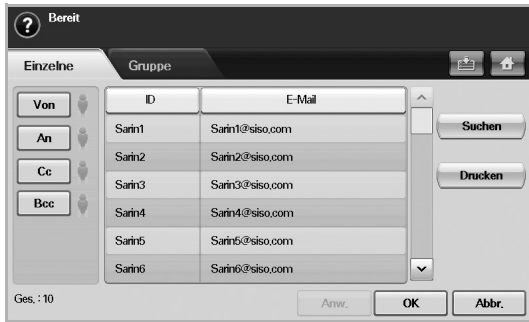 ? Bereit
Einzelne Gruppe
Von
An
Cc
Bcc
ID E-Mail
Sarin1 Sarin1@siso,com
Sarin2 Sarin2@siso,com
Sarin3 Sarin3@siso,com
Sarin4 Sarin4@siso,com
Sarin5 Sarin5@siso,com
Sarin6 Sarin6@siso,com
Suchen
Drucken
Ges, : 10
Anw, OK Abbr,